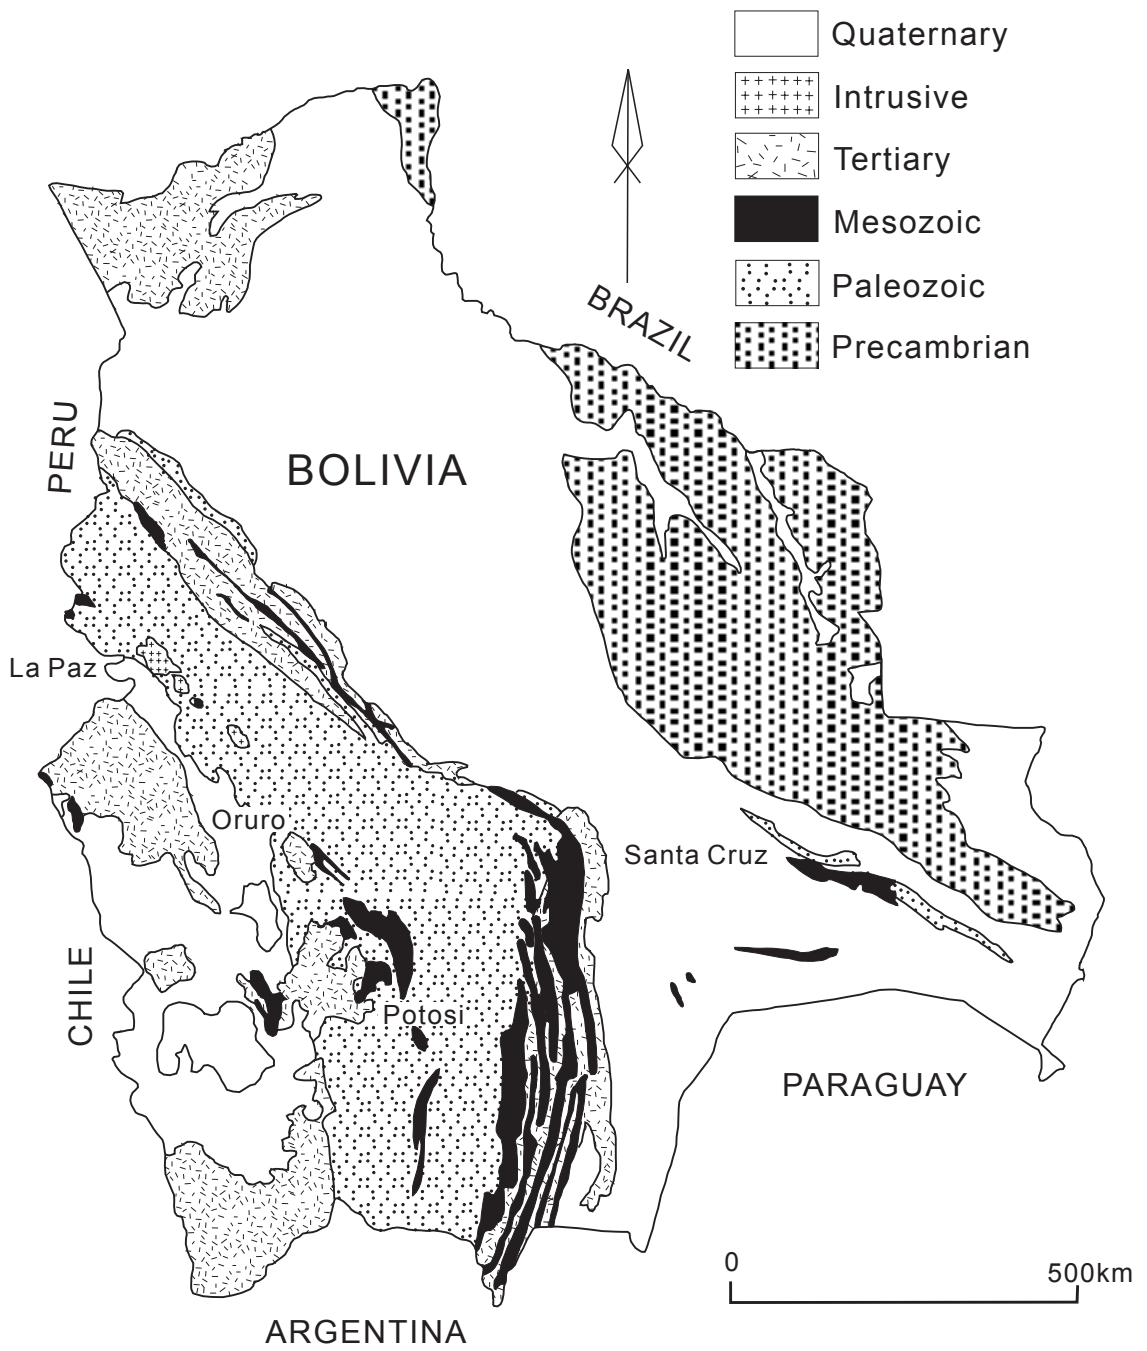 Quaternary
Intrusive
Tertiary
Mesozoic
Paleozoic
Precambrian
BRAZIL
PERU
BOLIVIA
La Paz
Oruro
Santa Cruz
CHILE
Potosi
PARAGUAY
0
500km
ARGENTINA